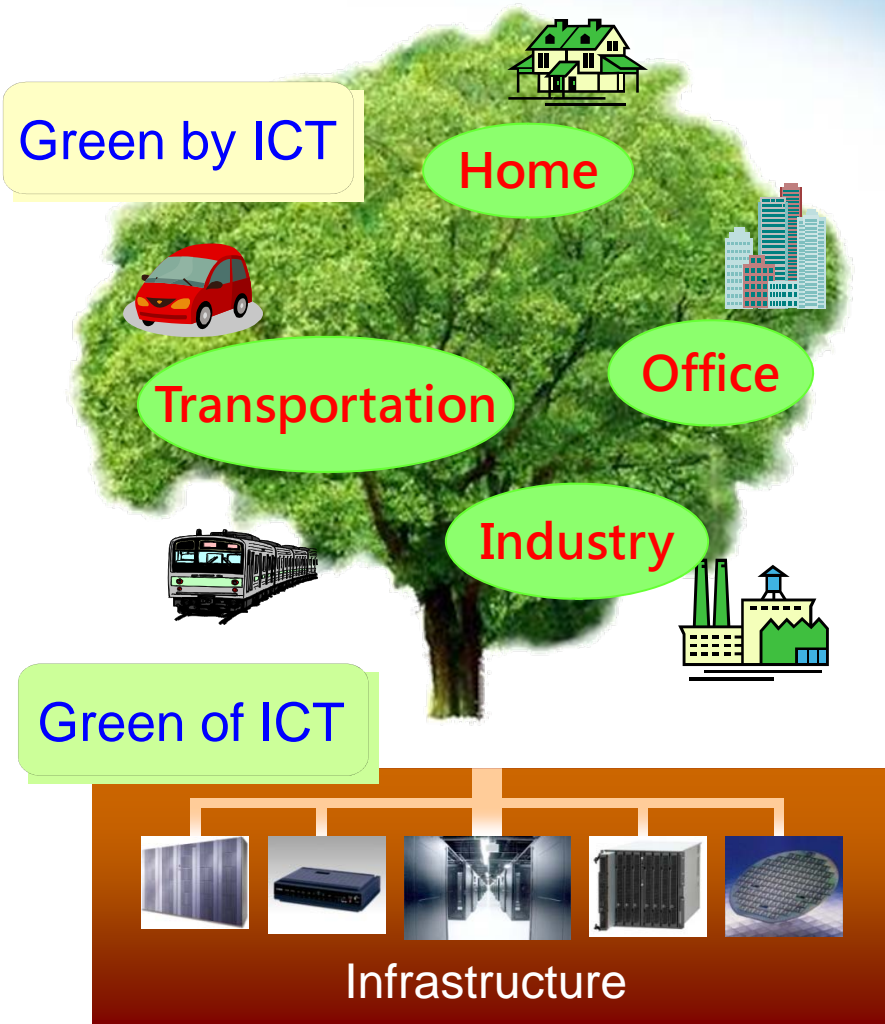 Green by ICT
Home
Transportation
Office
Industry
Green of ICT
Infrastructure